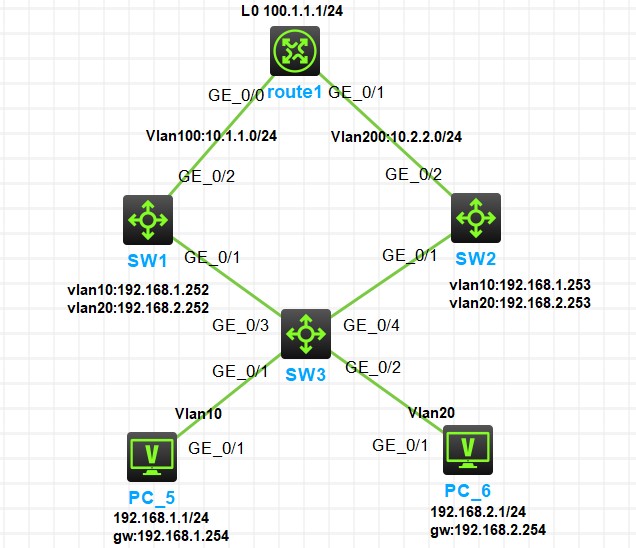 L0 100.1.1.1/24
GE_0/0
route1
GE_0/1
Vlan100:10.1.1.0/24
Vlan200:10.2.2.0/24
GE_0/2
GE_0/2
SW1
GE_0/1
GE_0/1
SW2
vlan10:192.168.1.252
vlan20:192.168.2.252
vlan10:192.168.1.253
vlan20:192.168.2.253
GE_0/3
GE_0/4
SW3
GE_0/1
GE_0/2
Vlan10
Vlan20
GE_0/1
GE_0/1
V
V
PC_5
PC_6
192.168.1.1/24
gw:192.168.1.254
192.168.2.1/24
gw:192.168.2.254